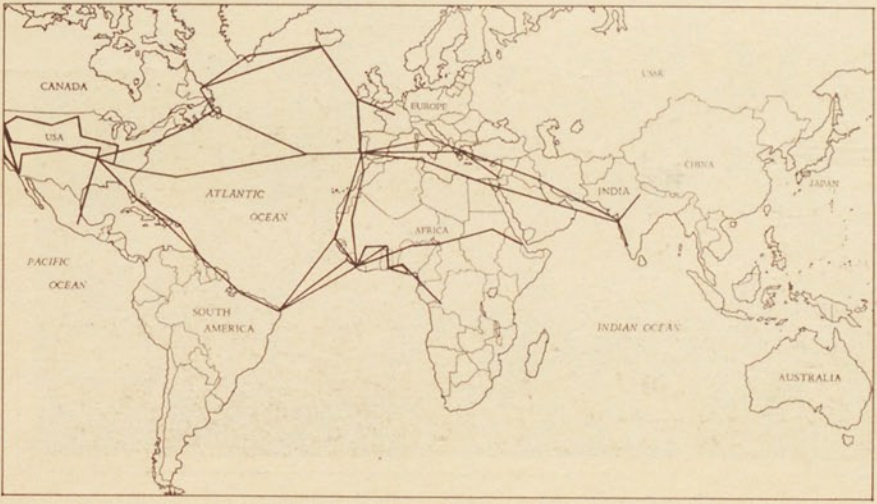 CANADA
USSR
EUROPE
USA
CHINA
ATLANTIC
OCEAN
INDIA
JAPAN
AFRICA
PACIFIC
OCEAN
SOUTH
AMERICA
INDIAN OCEAN
AUSTRALIA